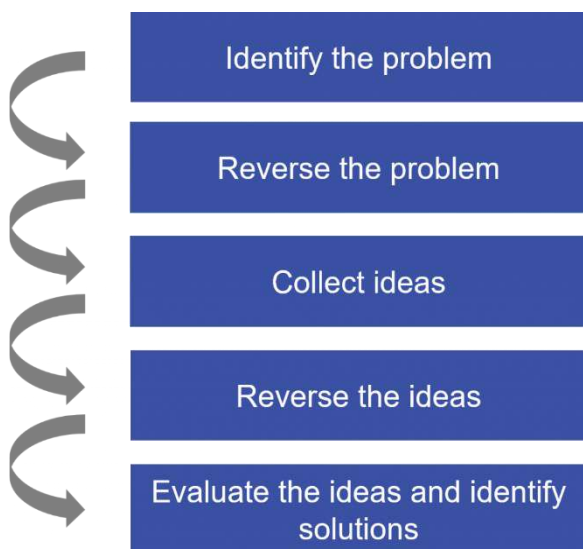 Identify the problem
Reverse the problem
Collect ideas
Reverse the ideas
Evaluate the ideas and identify
solutions